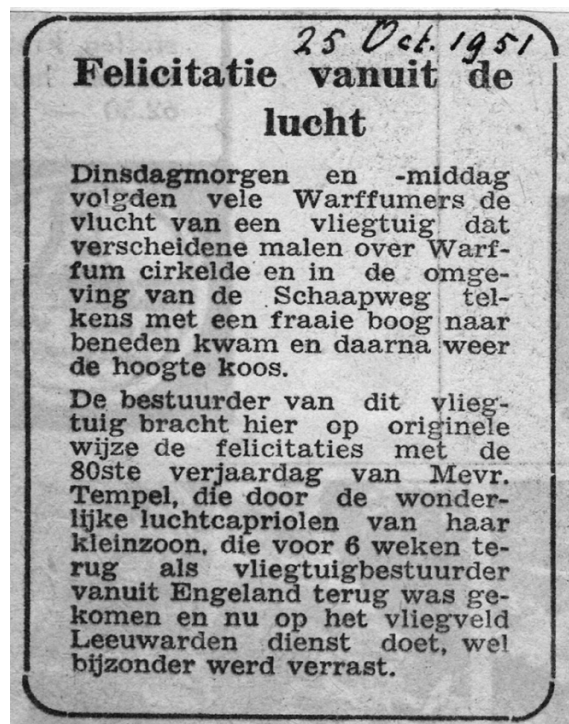 25 Oct. 1951
Felicitatie vanuit de
lucht
Dinsdagmorgen en -middag
volgden vele Warffumers de
vlucht van een vliegtuig dat
verscheidene malen over Warf-
fum cirkelde en in de omge-
ving van de Schaapweg tel-
kens met een fraaie boog naar
beneden kwam en daarna weer
de hoogte koos.
De bestuurder van dit vlieg-
tuig bracht hier op originele
wijze de felicitaties met de
80ste verjaardag van Mevr.
Tempel, die door de wonder-
lijke luchtcapriolen van haar
kleinzoon, die voor 6 weken te-
rug als vliegtuigbestuurder
vanuit Engeland terug was ge-
komen en nu op het vliegveld
Leeuwarden dienst doet, wel
bijzonder werd verrast.